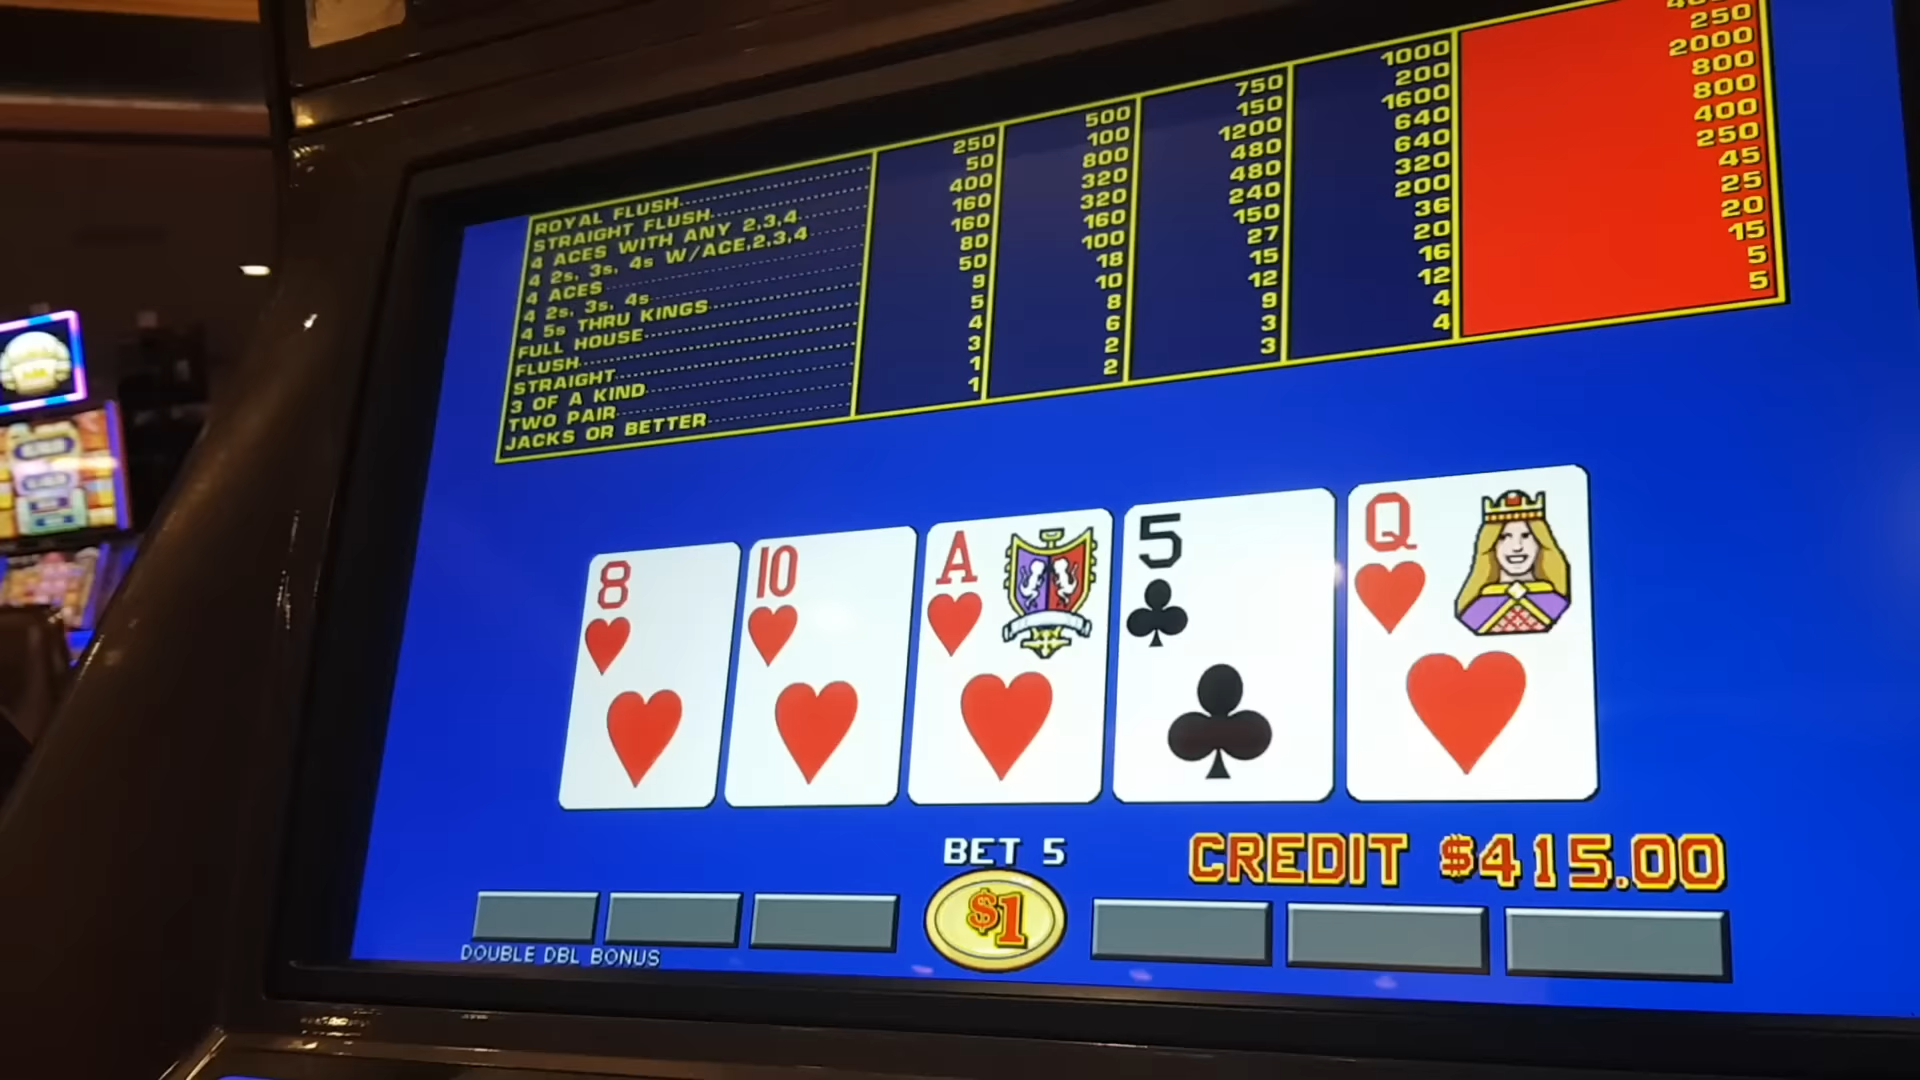 ROYAL FLUSH 250 500 750 1000
STRAIGHT FLUSH 50 100 150 200 250
4 ACES WITH ANY 2,3,4 400 800 1200 1600 2000
4 2s, 3s, 4s W/ACE,2,3,4 160 320 480 640 800
4 ACES 160 320 480 640 800
4 2s, 3s, 4s 80 160 240 320 400
4 5s THRU KINGS 50 100 150 200 250
FULL HOUSE 9 18 27 36 45
FLUSH 5 10 15 20 25
STRAIGHT 4 8 12 16 20
3 OF A KIND 3 6 9 12 15
TWO PAIR 1 2 3 4 5
JACKS OR BETTER 1 2 3 4 5
8 10 A 5 Q
BET 5 CREDIT $415.00
$1
DOUBLE DBL BONUS